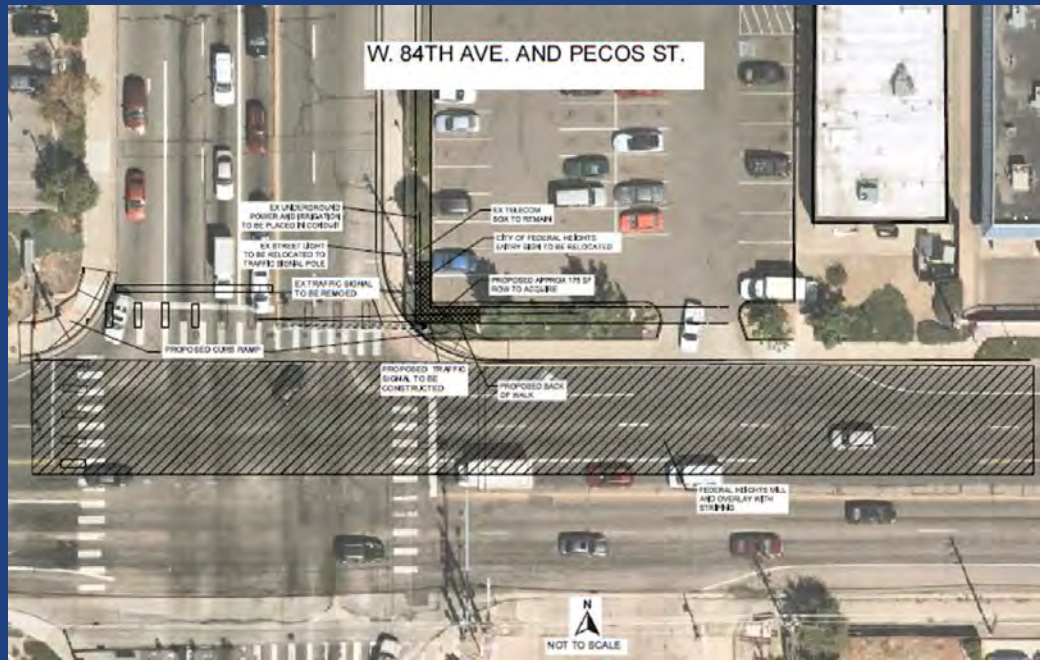 W. 84TH AVE. AND PECOS ST.
EX UNDERGROUND
POWER AND IRRIGATION
TO BE PLACED IN CONDUIT
EX TELECOM
BOX TO REMAIN
EX STREET LIGHT
TO BE RELOCATED TO
TRAFFIC SIGNAL POLE
CITY OF FEDERAL HEIGHTS
ENTRY SIGN TO BE RELOCATED
EX TRAFFIC SIGNAL
TO BE REMOED
PROPOSED APPROX 175 SF
ROW TO ACQUIRE
PROPOSED CURB RAMP
PROPOSED TRAFFIC
SIGNAL TO BE
CONSTRUCTED
PROPOSED BACK
OF WALK
FEDERAL HEIGHTS MILL
AND OVERLAY WITH
STRIPING
N
NOT TO SCALE